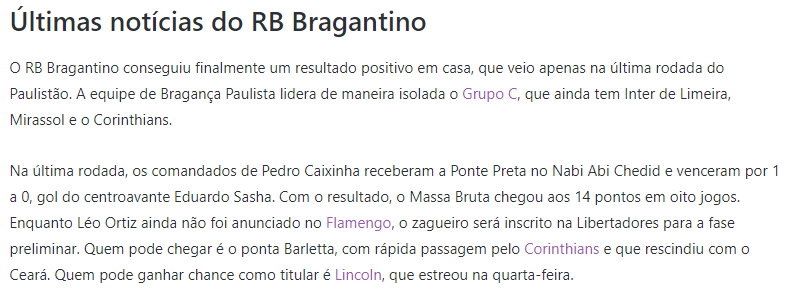 Últimas notícias do RB Bragantino
O RB Bragantino conseguiu finalmente um resultado positivo em casa, que veio apenas na última rodada do
Paulistão. A equipe de Bragança Paulista lidera de maneira isolada o Grupo C, que ainda tem Inter de Limeira,
Mirassol e o Corinthians.
Na última rodada, os comandados de Pedro Caixinha receberam a Ponte Preta no Nabi Abi Chedid e venceram por 1
a 0, gol do centroavante Eduardo Sasha. Com o resultado, o Massa Bruta chegou aos 14 pontos em oito jogos.
Enquanto Léo Ortiz ainda não foi anunciado no Flamengo, o zagueiro será inscrito na Libertadores para a fase
preliminar. Quem pode chegar é o ponta Barletta, com rápida passagem pelo Corinthians e que rescindiu com o
Ceará. Quem pode ganhar chance como titular é Lincoln, que estreou na quarta-feira.